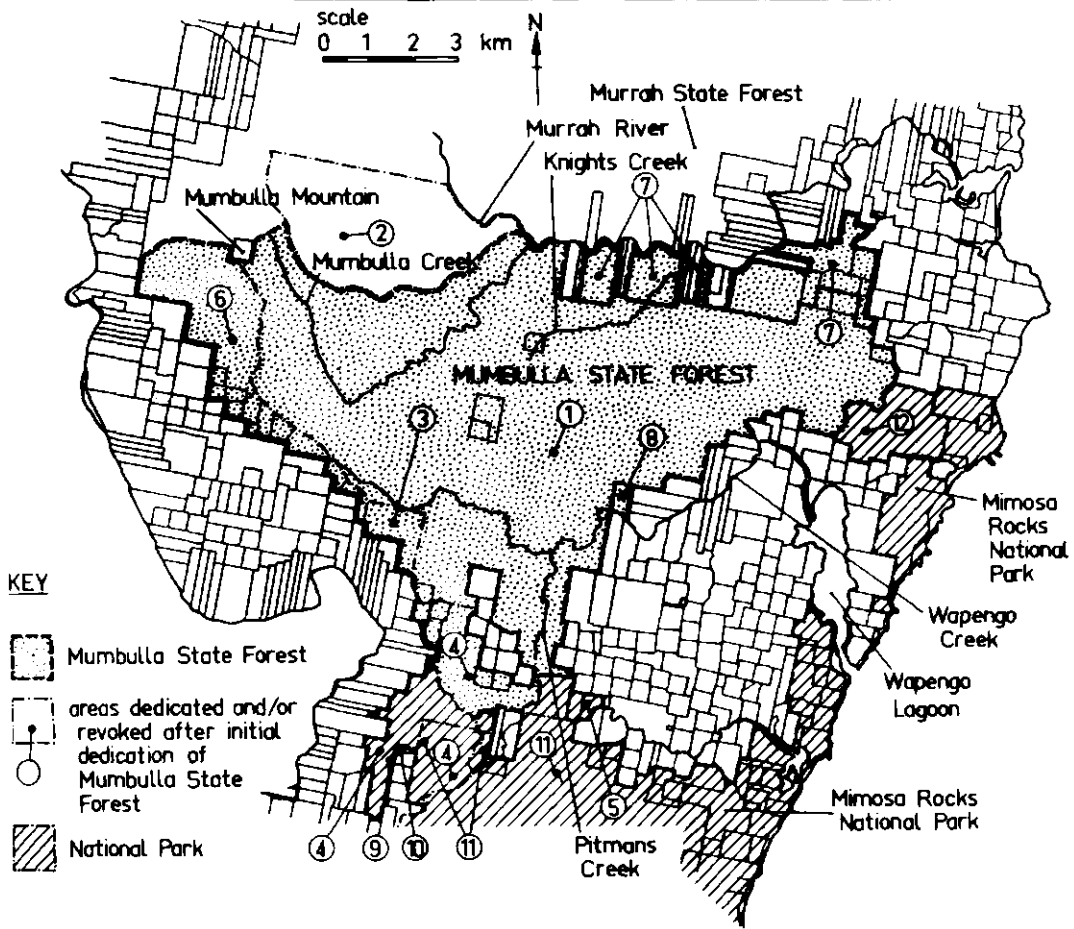 scale
0 1 2 3 km
N
Murrah State Forest
Murrah River
Knights Creek
7
Mumbulla Mountain
2
Mumbulla Creek
6
7
MUMBULLA STATE FOREST
3
1
8
12
Mimosa
Rocks
National
Park
KEY
Mumbulla State Forest
areas dedicated and/or
revoked after initial
dedication of
Mumbulla State
Forest
National Park
Wapengo
Creek
Wapengo
Lagoon
4
4
11
4
9
10
11
5
Pitmans
Creek
Mimosa Rocks
National Park